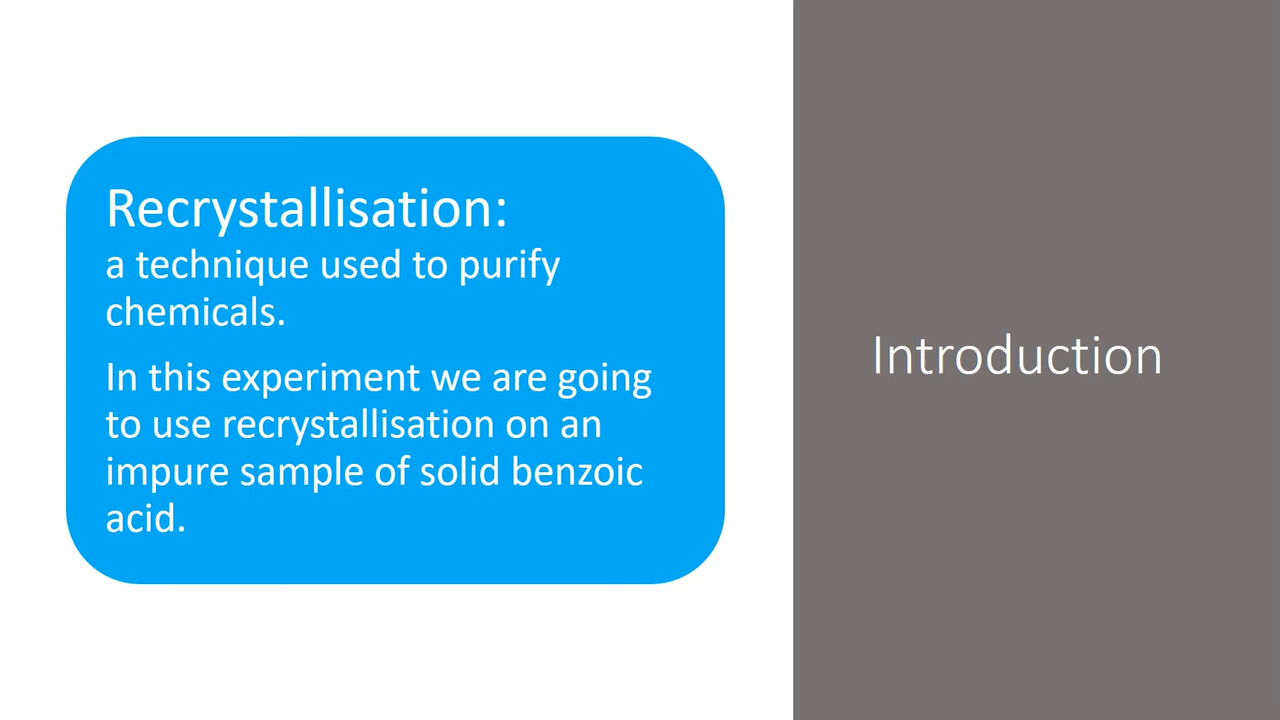 Recrystallisation:
a technique used to purify
chemicals.
In this experiment we are going
to use recrystallisation on an
impure sample of solid benzoic
acid.
Introduction